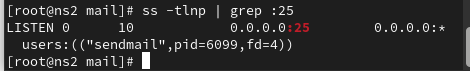 [root@ns2 mail]# ss -tlnp | grep :25
LISTEN 0      10           0.0.0.0:25         0.0.0.0:*
  users:(("sendmail",pid=6099,fd=4))
[root@ns2 mail]#